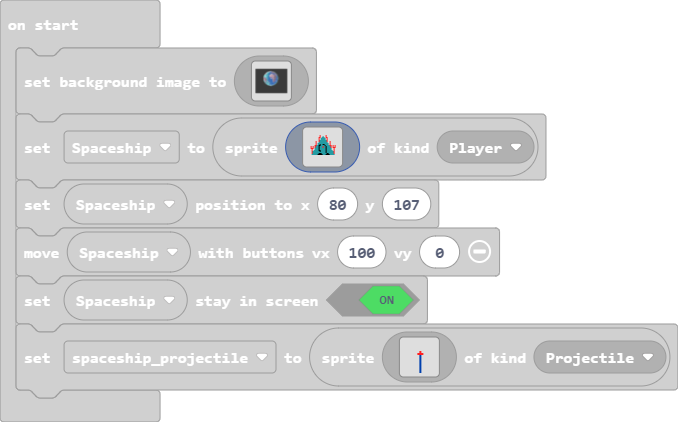 on start
set background image to
set Spaceship to sprite of kind Player
set Spaceship position to x 80 y 107
move Spaceship with buttons vx 100 vy 0
set Spaceship stay in screen ON
set spaceship_projectile to sprite of kind Projectile